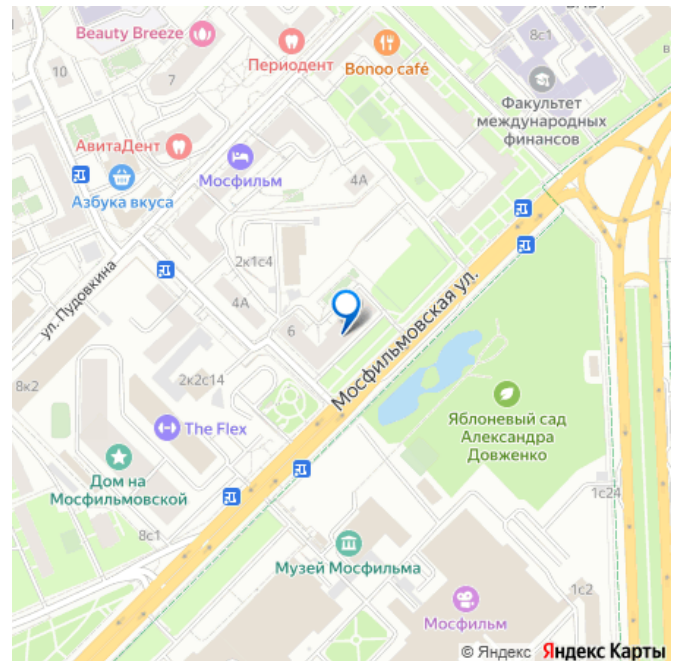 8с1
Beauty Breeze
Периодент
Bonoo café
10
7
Факультет
международных
финансов
АвитаДент
Мосфильм
4А
Азбука вкуса
2к1с4
ул. Пудовкина
4А
6
Мосфильмовская ул.
8к2
2к2с14
Яблоневый сад
Александра
Довженко
The Flex
Дом на
Мосфильмовской
1с24
8с1
Музей Мосфильма
1с2
Мосфильм
© Яндекс Яндекс Карты